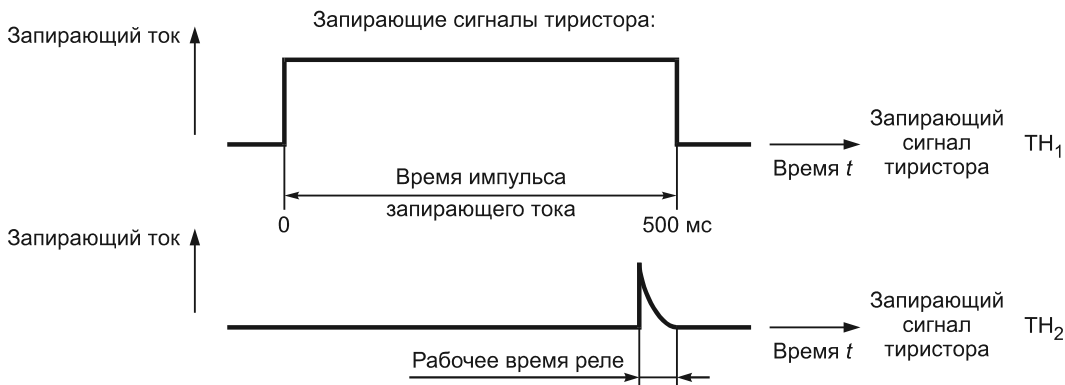 Запирающие сигналы тиристора:
Запирающий ток
Запирающий
сигнал
тиристора
TH1
Время t
Время импульса
запирающего тока
0
500 мс
Запирающий ток
Запирающий
сигнал
тиристора
TH2
Время t
Рабочее время реле